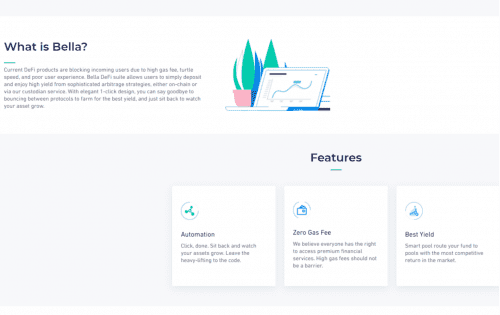 What is Bella?
Current DeFi products are blocking incoming users due to high gas fee, turtle
speed, and poor user experience. Bella DeFi suite allows users to simply deposit
and enjoy high yield from sophisticated arbitrage strategies, either on-chain or
via our custodian service. With elegant 1-click design, you can say goodbye to
bouncing between protocols to farm for the best yield, and just sit back to watch
your asset grow.
Features
Automation
Click, done. Sit back and watch
your assets grow. Leave the
heavy-lifting to the code.
Zero Gas Fee
We believe everyone has the right
to access premium financial
services. High gas fees should not
be a barrier.
Best Yield
Smart pool route your fund to
pools with the most competitive
return in the market.